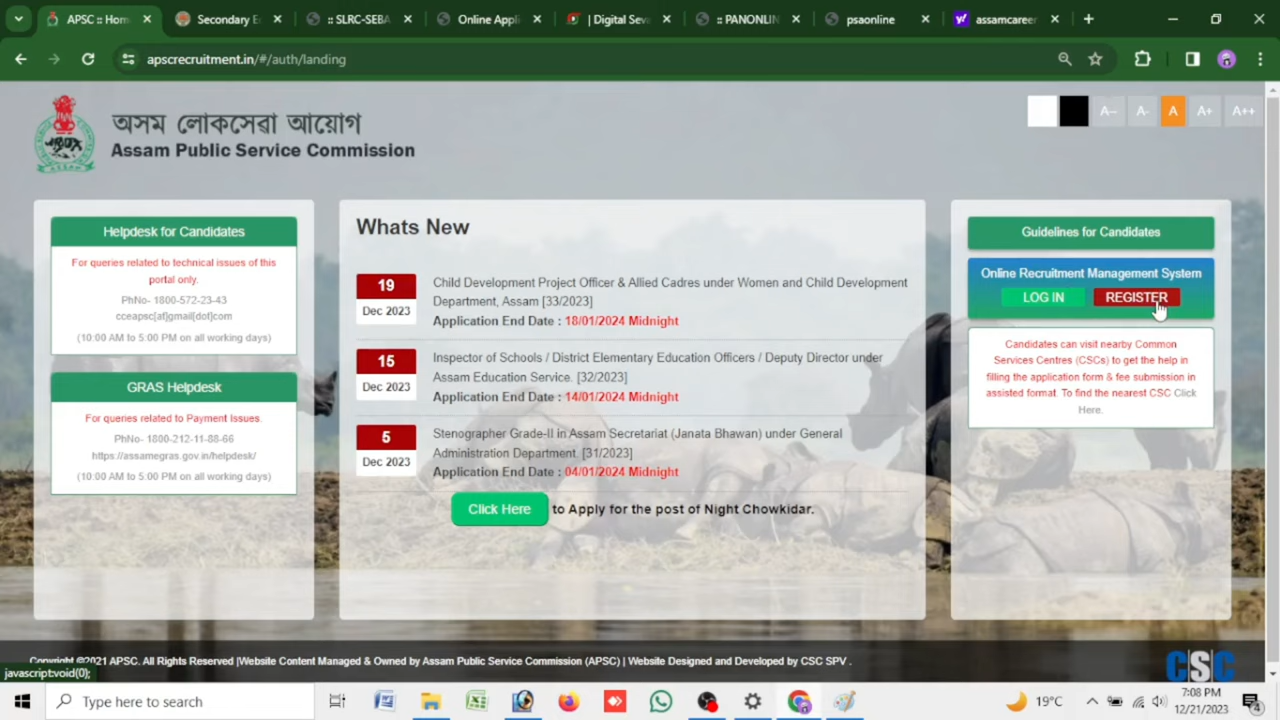 APSC :: Hom
Secondary E
:: SLRC-SEBA
Online Appli
| Digital Seva
:: PANONLIN
psaonline
assamcareer
apscrecruitment.in/#/auth/landing
অসম লোকসেৱা আয়োগ
Assam Public Service Commission
A--
A-
A
A+
A++
Helpdesk for Candidates
For queries related to technical issues of this
portal only.
PhNo- 1800-572-23-43
cceapsc[at]gmail[dot]com
(10:00 AM to 5:00 PM on all working days)
GRAS Helpdesk
For queries related to Payment Issues.
PhNo- 1800-212-11-88-66
https://assamegras.gov.in/helpdesk/
(10:00 AM to 5:00 PM on all working days)
Whats New
19
Dec 2023
Child Development Project Officer & Allied Cadres under Women and Child Development
Department, Assam [33/2023]
Application End Date : 18/01/2024 Midnight
15
Dec 2023
Inspector of Schools / District Elementary Education Officers / Deputy Director under
Assam Education Service. [32/2023]
Application End Date : 14/01/2024 Midnight
5
Dec 2023
Stenographer Grade-II in Assam Secretariat (Janata Bhawan) under General
Administration Department. [31/2023]
Application End Date : 04/01/2024 Midnight
Click Here to Apply for the post of Night Chowkidar.
Guidelines for Candidates
Online Recruitment Management System
LOG IN
REGISTER
Candidates can visit nearby Common
Services Centres (CSCs) to get the help in
filling the application form & fee submission in
assisted format. To find the nearest CSC Click
Here.
Copyright ©2021 APSC. All Rights Reserved |Website Content Managed & Owned by Assam Public Service Commission (APSC) | Website Designed and Developed by CSC SPV .
CSC
javascript:void(0);
Type here to search
19°C
7:08 PM
12/21/2023
4